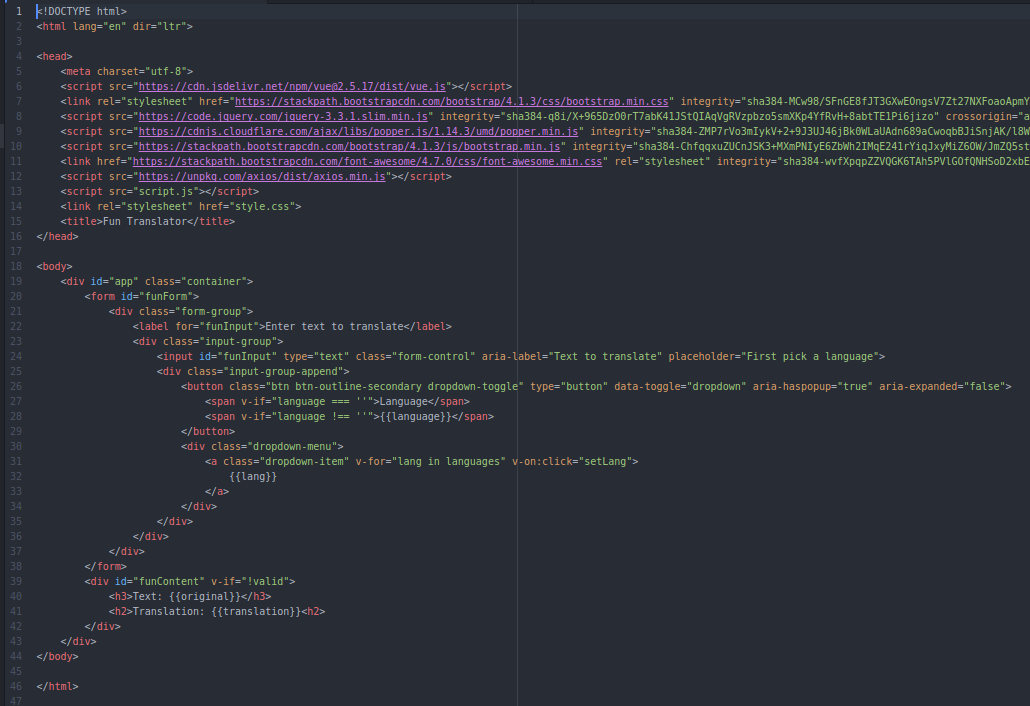 1 <!DOCTYPE html>
2 <html lang="en" dir="ltr">
3
4 <head>
5 <meta charset="utf-8">
6 <script src="https://cdn.jsdelivr.net/npm/vue@2.5.17/dist/vue.js"></script>
7 <link rel="stylesheet" href="https://stackpath.bootstrapcdn.com/bootstrap/4.1.3/css/bootstrap.min.css" integrity="sha384-MCw98/SFnGE8fJT3GXwEOngsV7Zt27NXFoaoApmY
8 <script src="https://code.jquery.com/jquery-3.3.1.slim.min.js" integrity="sha384-q8i/X+965DzO0rT7abK41JStQIAqVgRVzpbzo5smXKp4YfRvH+8abtTE1Pi6jizo" crossorigin="a
9 <script src="https://cdnjs.cloudflare.com/ajax/libs/popper.js/1.14.3/umd/popper.min.js" integrity="sha384-ZMP7rVo3mIykV+2+9J3UJ46jBk0WLaUAdn689aCwoqbBJiSnjAK/l8W
10 <script src="https://stackpath.bootstrapcdn.com/bootstrap/4.1.3/js/bootstrap.min.js" integrity="sha384-ChfqqxuZUCnJSK3+MXmPNIyE6ZbWh2IMqE241rYiqJxyMiZ6OW/JmZQ5st
11 <link href="https://stackpath.bootstrapcdn.com/font-awesome/4.7.0/css/font-awesome.min.css" rel="stylesheet" integrity="sha384-wvfXpqpZZVQGK6TAh5PVlGOfQNHSoD2xbE
12 <script src="https://unpkg.com/axios/dist/axios.min.js"></script>
13 <script src="script.js"></script>
14 <link rel="stylesheet" href="style.css">
15 <title>Fun Translator</title>
16 </head>
17
18 <body>
19 <div id="app" class="container">
20 <form id="funForm">
21 <div class="form-group">
22 <label for="funInput">Enter text to translate</label>
23 <div class="input-group">
24 <input id="funInput" type="text" class="form-control" aria-label="Text to translate" placeholder="First pick a language">
25 <div class="input-group-append">
26 <button class="btn btn-outline-secondary dropdown-toggle" type="button" data-toggle="dropdown" aria-haspopup="true" aria-expanded="false">
27 <span v-if="language === ''">Language</span>
28 <span v-if="language !== ''">{{language}}</span>
29 </button>
30 <div class="dropdown-menu">
31 <a class="dropdown-item" v-for="lang in languages" v-on:click="setLang">
32 {{lang}}
33 </a>
34 </div>
35 </div>
36 </div>
37 </div>
38 </form>
39 <div id="funContent" v-if="!valid">
40 <h3>Text: {{original}}</h3>
41 <h2>Translation: {{translation}}<h2>
42 </div>
43 </div>
44 </body>
45
46 </html>
47